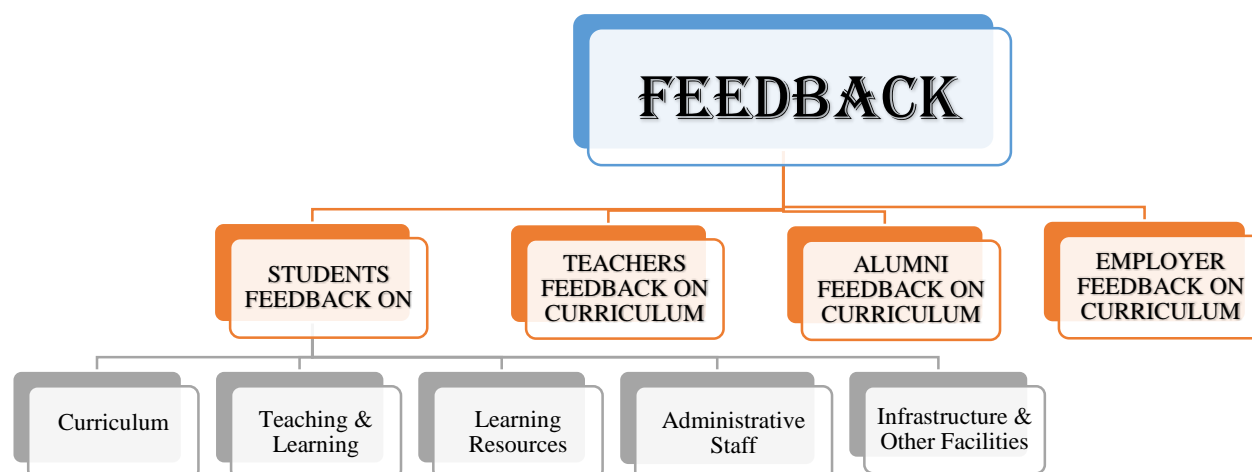 FEEDBACK
STUDENTS
FEEDBACK ON
TEACHERS
FEEDBACK ON
CURRICULUM
ALUMNI
FEEDBACK ON
CURRICULUM
EMPLOYER
FEEDBACK ON
CURRICULUM
Curriculum
Teaching &
Learning
Learning
Resources
Administrative
Staff
Infrastructure &
Other Facilities